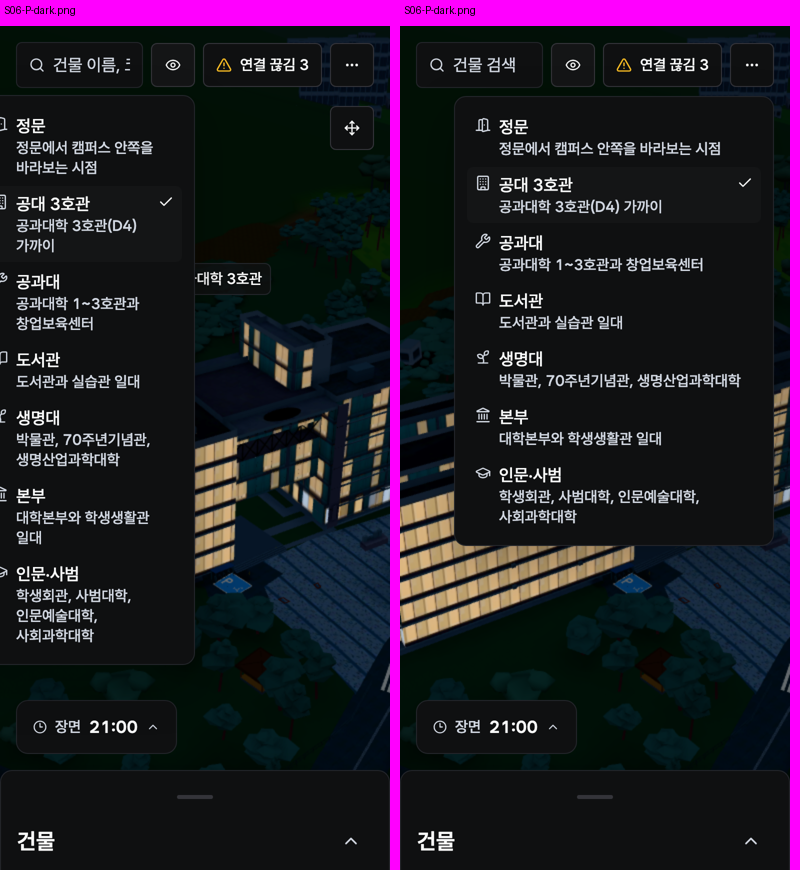 S06-P-dark.png
건물 이름,
연결 끊김 3
정문
정문에서 캠퍼스 안쪽을
바라보는 시점
공대 3호관
공과대학 3호관(D4)
가까이
공과대
공과대학 1~3호관과
창업보육센터
도서관
도서관과 실습관 일대
생명대
박물관, 70주년기념관,
생명산업과학대학
본부
대학본부와 학생생활관
일대
인문·사범
학생회관, 사범대학,
인문예술대학,
사회과학대학
대학 3호관
P
장면 21:00
건물
S06-P-dark.png
건물 검색
연결 끊김 3
정문
정문에서 캠퍼스 안쪽을 바라보는 시점
공대 3호관
공과대학 3호관(D4) 가까이
공과대
공과대학 1~3호관과 창업보육센터
도서관
도서관과 실습관 일대
생명대
박물관, 70주년기념관, 생명산업과학대학
본부
대학본부와 학생생활관 일대
인문·사범
학생회관, 사범대학, 인문예술대학,
사회과학대학
P
장면 21:00
건물